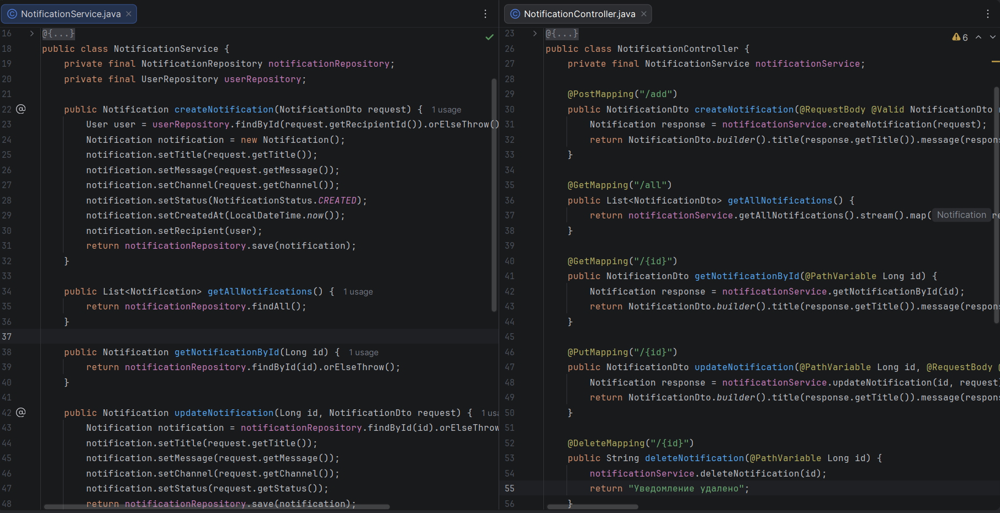 NotificationService.java
16 @{...}
18 public class NotificationService {
19 private final NotificationRepository notificationRepository;
20 private final UserRepository userRepository;
21
22 public Notification createNotification(NotificationDto request) { 1 usage
23 User user = userRepository.findById(request.getRecipientId()).orElseThrow()
24 Notification notification = new Notification();
25 notification.setTitle(request.getTitle());
26 notification.setMessage(request.getMessage());
27 notification.setChannel(request.getChannel());
28 notification.setStatus(NotificationStatus.CREATED);
29 notification.setCreatedAt(LocalDateTime.now());
30 notification.setRecipient(user);
31 return notificationRepository.save(notification);
32 }
33
34 public List<Notification> getAllNotifications() { 1 usage
35 return notificationRepository.findAll();
36 }
37
38 public Notification getNotificationById(Long id) { 1 usage
39 return notificationRepository.findById(id).orElseThrow();
40 }
41
42 public Notification updateNotification(Long id, NotificationDto request) { 1 usa
43 Notification notification = notificationRepository.findById(id).orElseThrow
44 notification.setTitle(request.getTitle());
45 notification.setMessage(request.getMessage());
46 notification.setChannel(request.getChannel());
47 notification.setStatus(request.getStatus());
48 return notificationRepository.save(notification);
NotificationController.java
6
23 @{...}
26 public class NotificationController {
27 private final NotificationService notificationService;
28
29 @PostMapping("/add")
30 public NotificationDto createNotification(@RequestBody @Valid NotificationDto
31 Notification response = notificationService.createNotification(request);
32 return NotificationDto.builder().title(response.getTitle()).message(respon
33 }
34
35 @GetMapping("/all")
36 public List<NotificationDto> getAllNotifications() {
37 return notificationService.getAllNotifications().stream().map( Notification re
38 }
39
40 @GetMapping("/{id}")
41 public NotificationDto getNotificationById(@PathVariable Long id) {
42 Notification response = notificationService.getNotificationById(id);
43 return NotificationDto.builder().title(response.getTitle()).message(respon
44 }
45
46 @PutMapping("/{id}")
47 public NotificationDto updateNotification(@PathVariable Long id, @RequestBody @
48 Notification response = notificationService.updateNotification(id, request)
49 return NotificationDto.builder().title(response.getTitle()).message(respon
50 }
51
52 @DeleteMapping("/{id}")
53 public String deleteNotification(@PathVariable Long id) {
54 notificationService.deleteNotification(id);
55 return "Уведомление удалено";
56 }